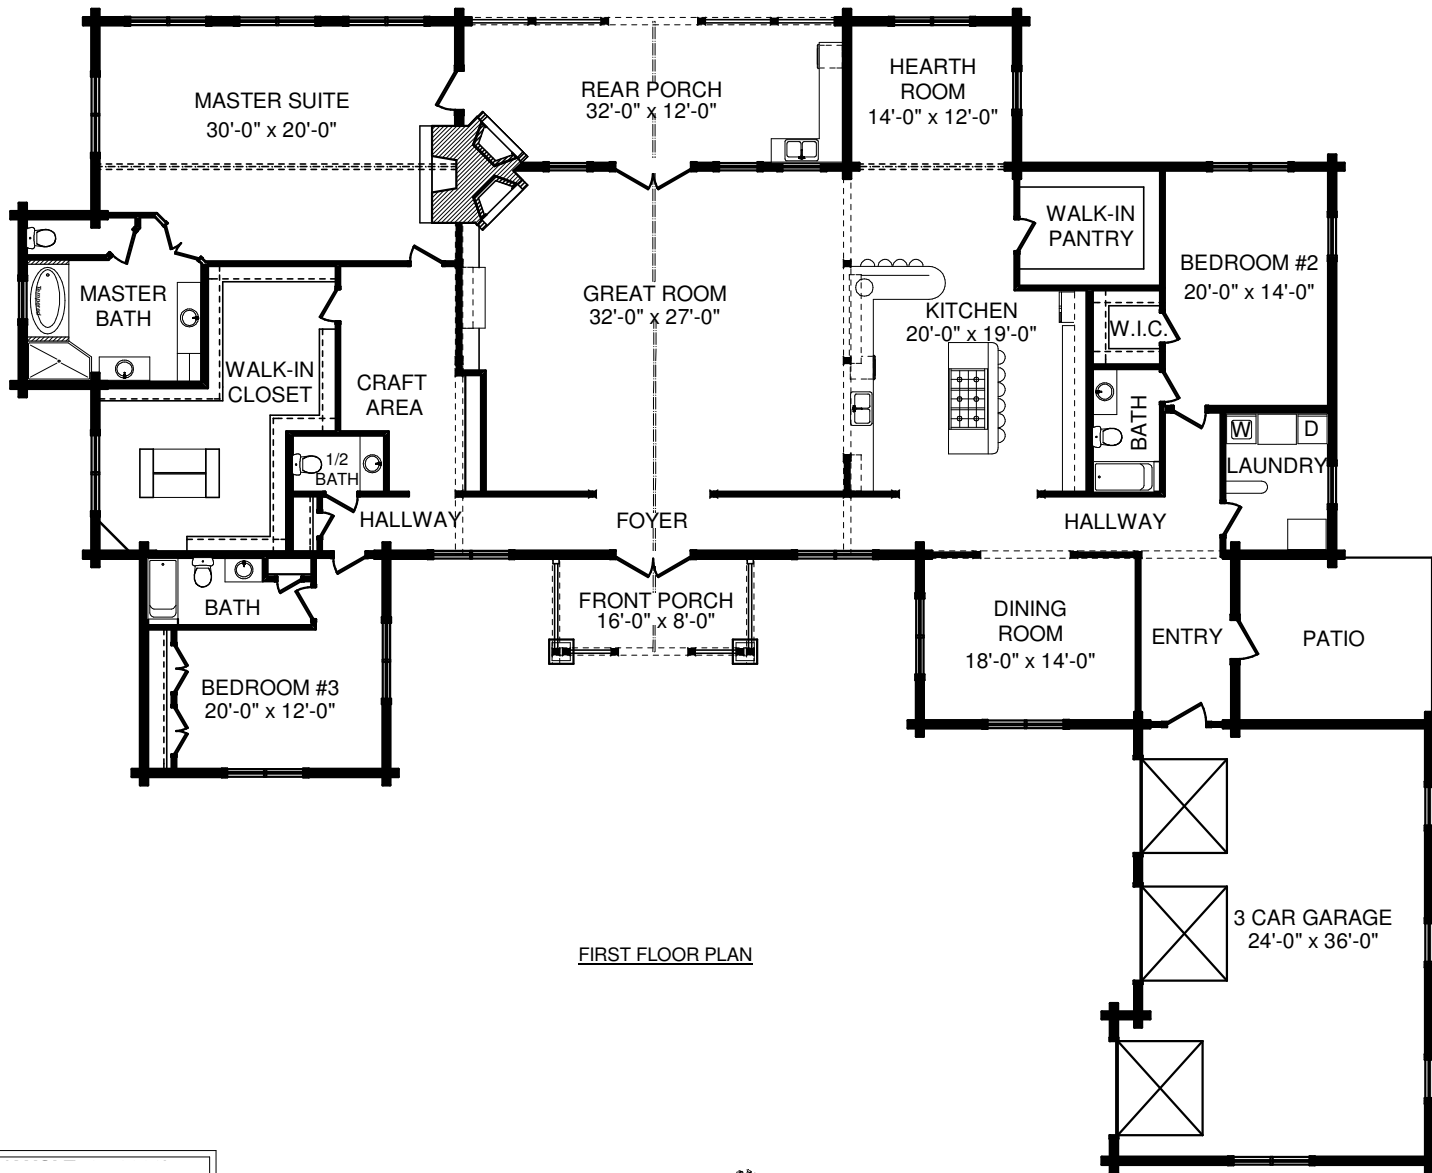 MASTER SUITE
30'-0" x 20'-0"
REAR PORCH
32'-0" x 12'-0"
HEARTH
ROOM
14'-0" x 12'-0"
WALK-IN
PANTRY
BEDROOM #2
20'-0" x 14'-0"
MASTER
BATH
GREAT ROOM
32'-0" x 27'-0"
KITCHEN
20'-0" x 19'-0"
W.I.C.
WALK-IN
CLOSET
CRAFT
AREA
BATH
W
D
LAUNDRY
1/2
BATH
HALLWAY
FOYER
HALLWAY
BATH
FRONT PORCH
16'-0" x 8'-0"
DINING
ROOM
18'-0" x 14'-0"
ENTRY
PATIO
BEDROOM #3
20'-0" x 12'-0"
3 CAR GARAGE
24'-0" x 36'-0"
FIRST FLOOR PLAN